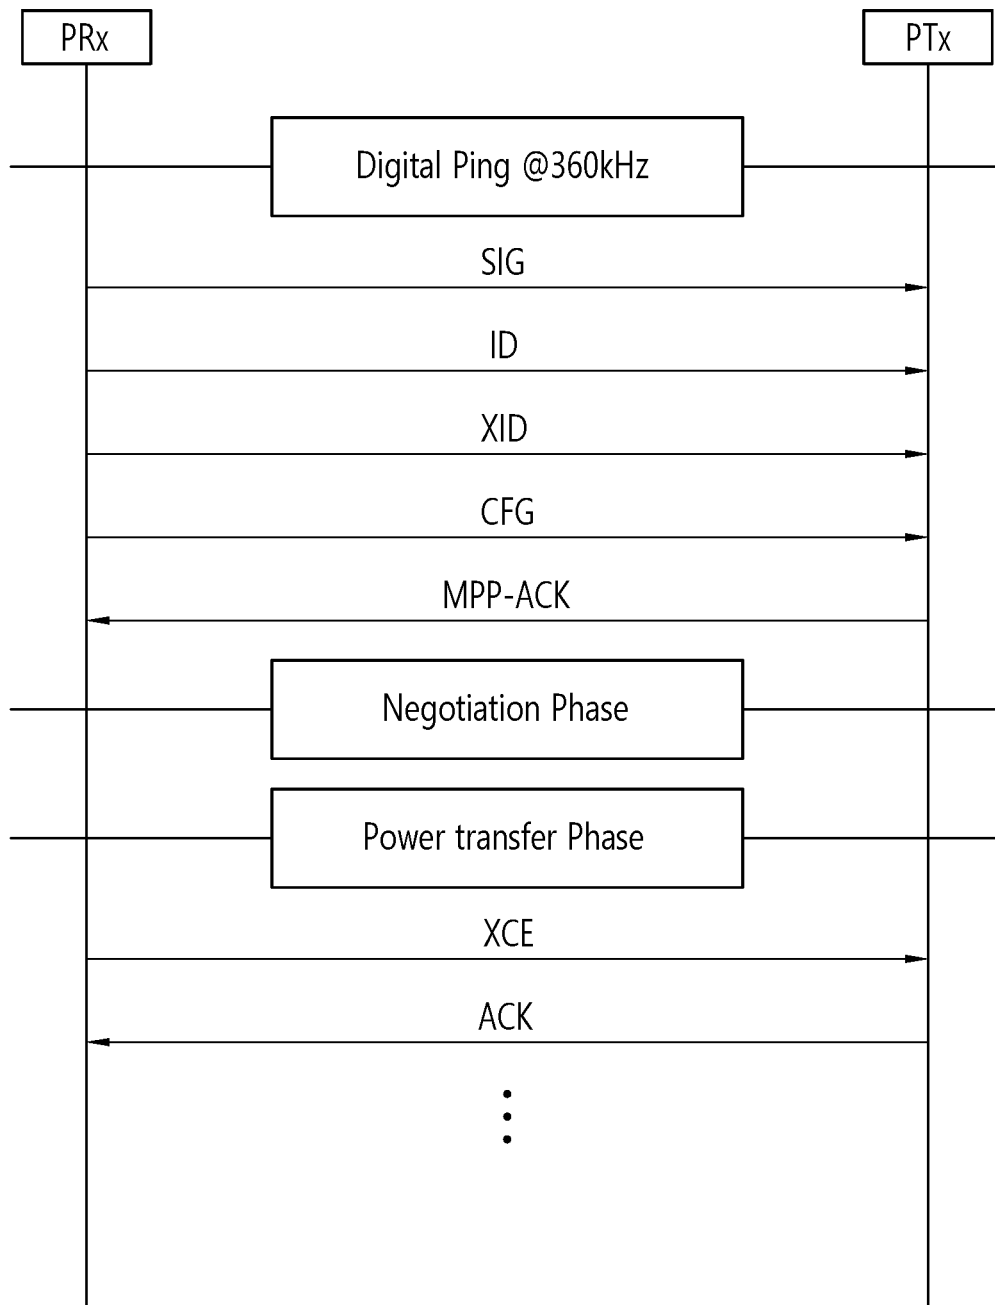 PRx
PTx
Digital Ping @360kHz
SIG
ID
XID
CFG
MPP-ACK
Negotiation Phase
Power transfer Phase
XCE
ACK